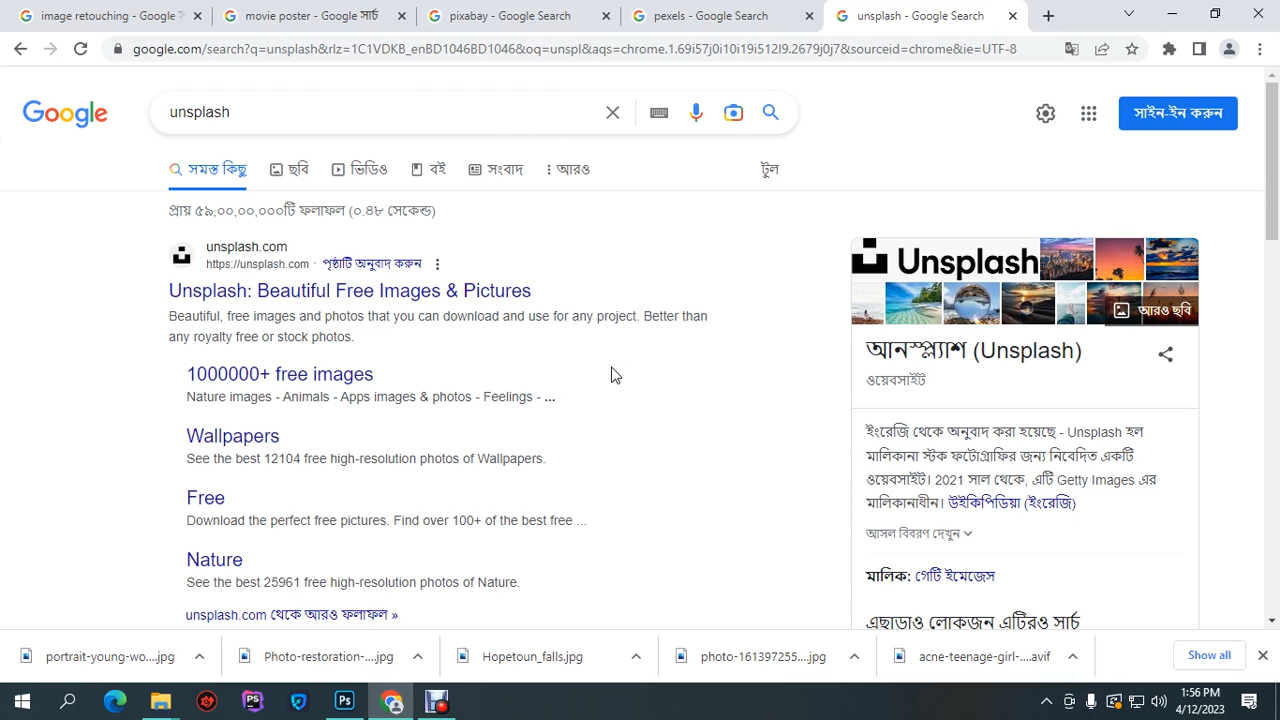 image retouching - Google স
movie poster - Google সার্চ
pixabay - Google Search
pexels - Google Search
unsplash - Google Search
google.com/search?q=unsplash&rlz=1C1VDKB_enBD1046BD1046&oq=unspl&aqs=chrome.1.69i57j0i10i19i512l9.2679j0j7&sourceid=chrome&ie=UTF-8
Google
unsplash
সাইন-ইন করুন
সমস্ত কিছু
ছবি
ভিডিও
বই
সংবাদ
আরও
টুল
প্রায় ৫৯,০০,০০,০০০টি ফলাফল (০.৪৮ সেকেন্ড)
unsplash.com
https://unsplash.com · পৃষ্ঠাটি অনুবাদ করুন
Unsplash: Beautiful Free Images & Pictures
Beautiful, free images and photos that you can download and use for any project. Better than
any royalty free or stock photos.
1000000+ free images
Nature images - Animals - Apps images & photos - Feelings - ...
Wallpapers
See the best 12104 free high-resolution photos of Wallpapers.
Free
Download the perfect free pictures. Find over 100+ of the best free ...
Nature
See the best 25961 free high-resolution photos of Nature.
unsplash.com থেকে আরও ফলাফল »
Unsplash
আরও ছবি
আনস্প্ল্যাশ (Unsplash)
ওয়েবসাইট
ইংরেজি থেকে অনুবাদ করা হয়েছে - Unsplash হল
মালিকানা স্টক ফটোগ্রাফির জন্য নিবেদিত একটি
ওয়েবসাইট। 2021 সাল থেকে, এটি Getty Images এর
মালিকানাধীন। উইকিপিডিয়া (ইংরেজি)
আসল বিবরণ দেখুন
মালিক: গেটি ইমেজেস
এছাড়াও লোকজন এটিরও সার্চ
portrait-young-wo....jpg
Photo-restoration-....jpg
Hopetoun_falls.jpg
photo-161397255....jpg
acne-teenage-girl-....avif
Show all
PS
Ps
1:56 PM
4/12/2023